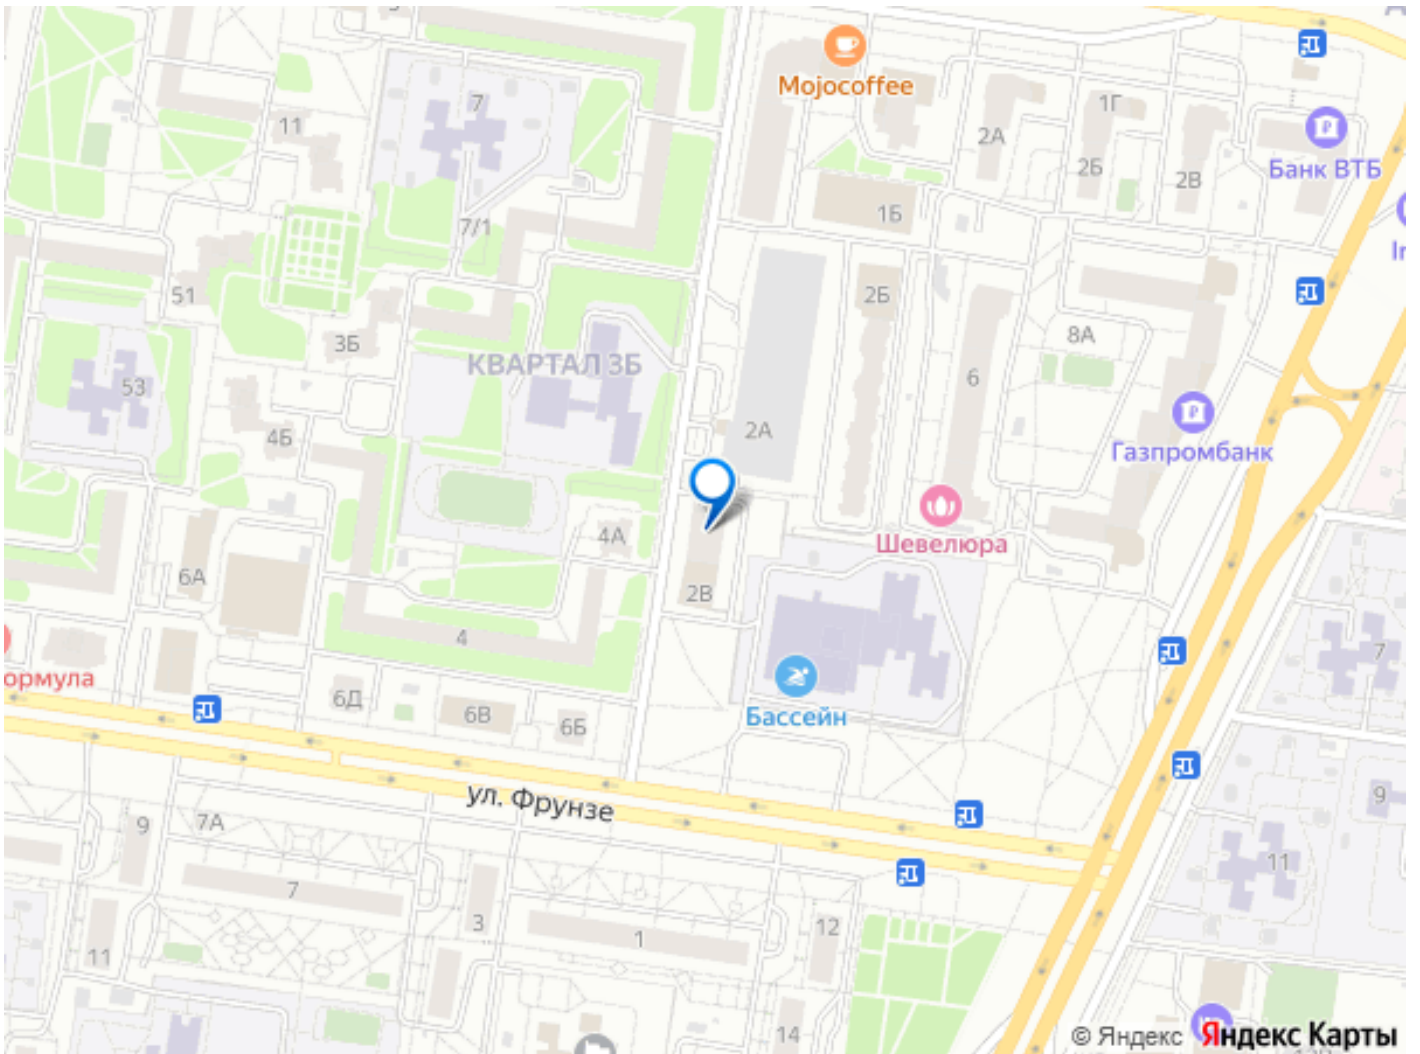 Mojocoffee
7
11
2А
1Г
Банк ВТБ
2Б
2В
1Б
7/1
51
2Б
3Б
8А
КВАРТАЛ 3Б
6
53
4Б
2А
Газпромбанк
4А
Шевелюра
6А
2В
4
7
ормула
6Д
6В
6Б
Бассейн
ул. Фрунзе
9
7А
9
7
3
1
12
11
11
14
© Яндекс
Яндекс Карты